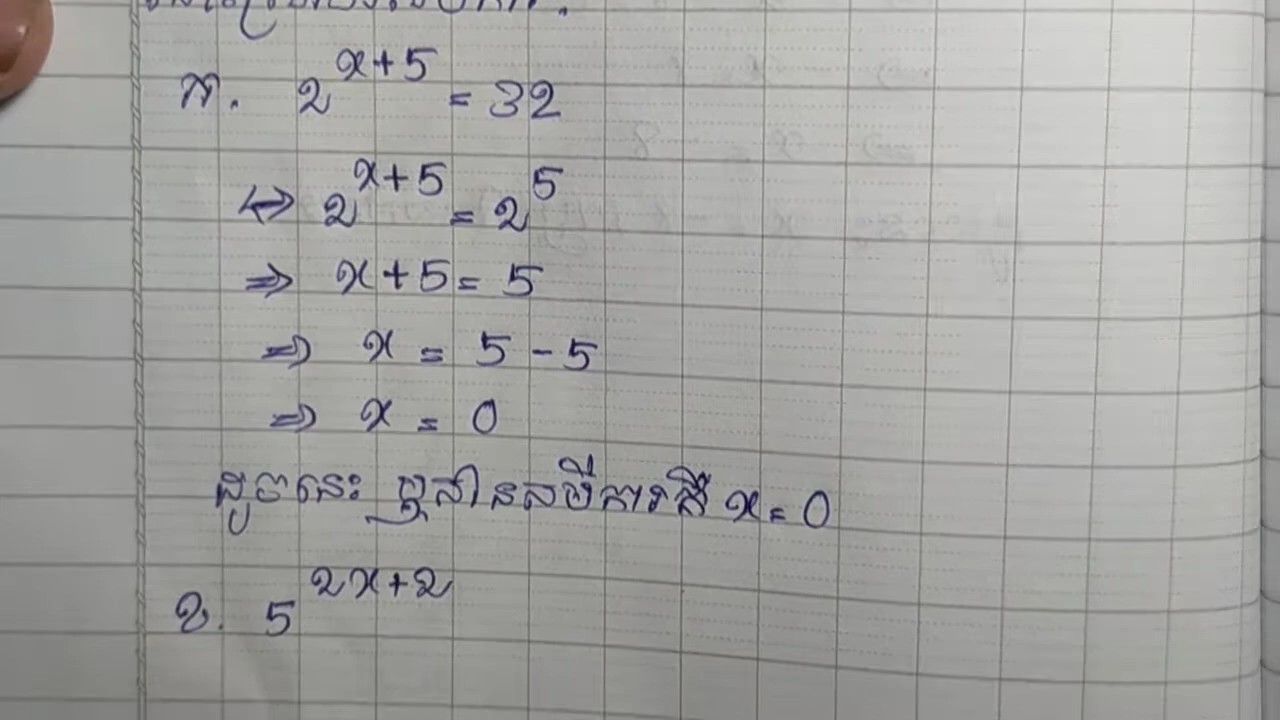 ក. 2^{x+5} = 32
⇔ 2^{x+5} = 2^5
⇒ x+5 = 5
⇒ x = 5 - 5
⇒ x = 0
ដូចនេះ ឫសនៃសមីការគឺ x = 0
ខ. 5^{2x+2}